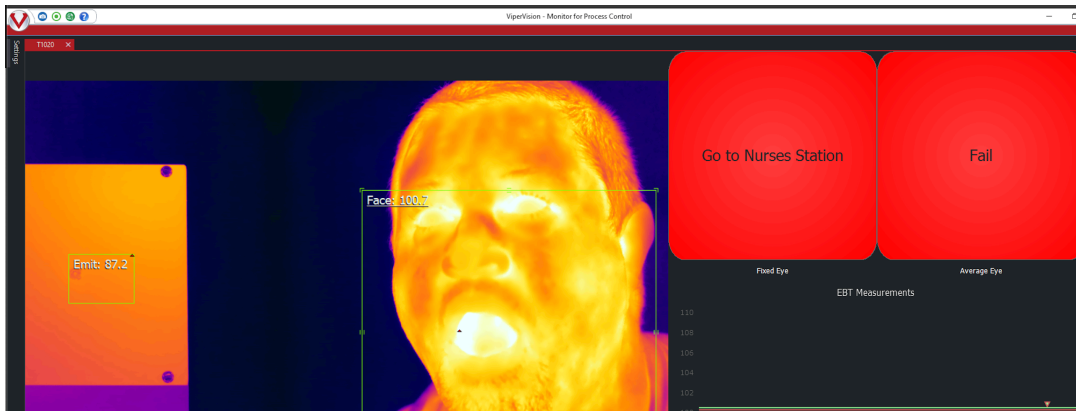 ViperVision - Monitor for Process Control
Settings
T1020
Face: 100.7
Emit: 87.2
Go to Nurses Station
Fail
Fixed Eye
Average Eye
EBT Measurements
110
108
106
104
102